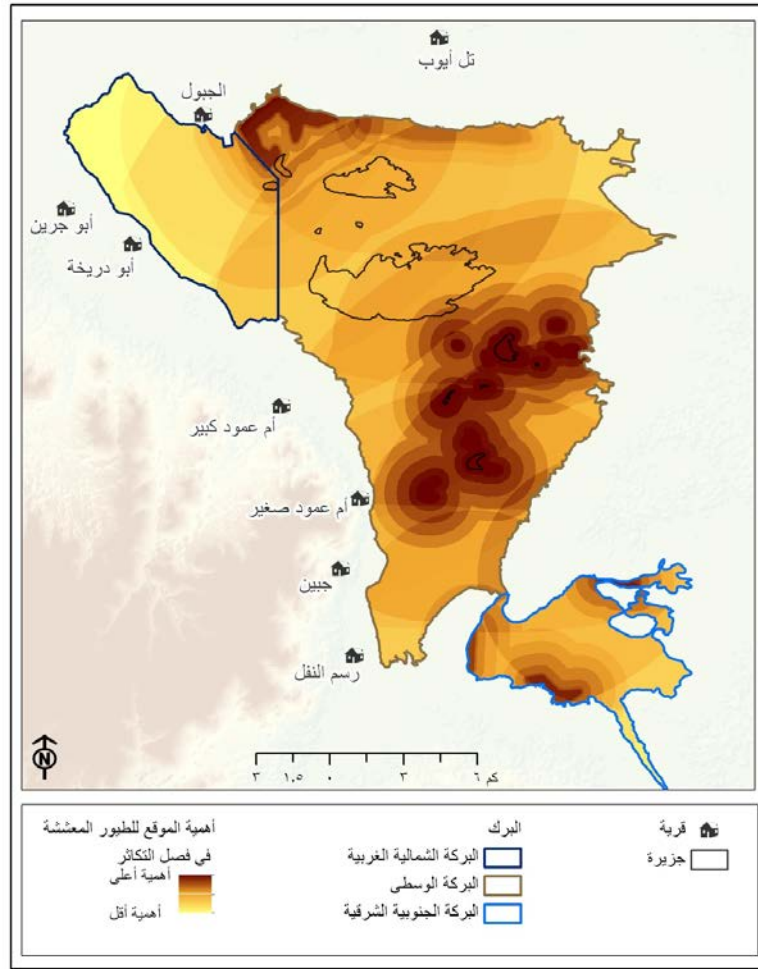 تل أيوب
الجبول
أبو جرين
أبو دريخة
أم عمود كبير
أم عمود صغير
جبين
رسم النفل
N
٣ ١.٥ ٠ ٣ ٦ كم
قرية
جزيرة
البرك
البركة الشمالية الغربية
البركة الوسطى
البركة الجنوبية الشرقية
أهمية الموقع للطيور المعششة
في فصل التكاثر
أهمية أعلى
أهمية أقل